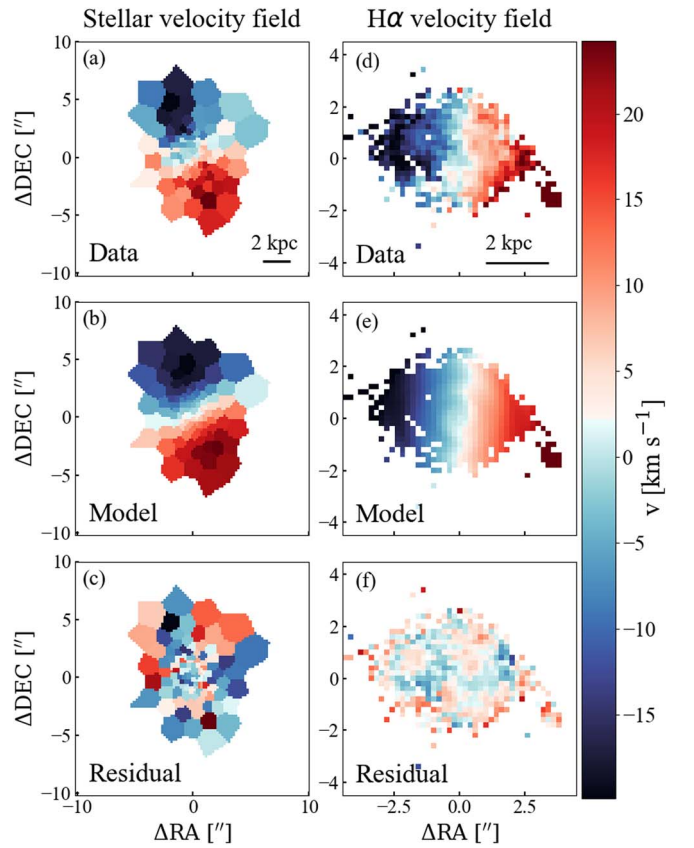 Stellar velocity field
Hα velocity field
(a)
10
5
0
−5
−10
ΔDEC [″]
Data
2 kpc
(d)
4
2
0
−2
−4
ΔDEC [″]
Data
2 kpc
(b)
10
5
0
−5
−10
ΔDEC [″]
Model
(e)
4
2
0
−2
−4
Model
(c)
10
5
0
−5
−10
ΔDEC [″]
Residual
−10
0
10
ΔRA [″]
(f)
4
2
0
−2
−4
Residual
−2.5
0.0
2.5
ΔRA [″]
20
15
10
5
0
−5
−10
−15
v [km s⁻¹]